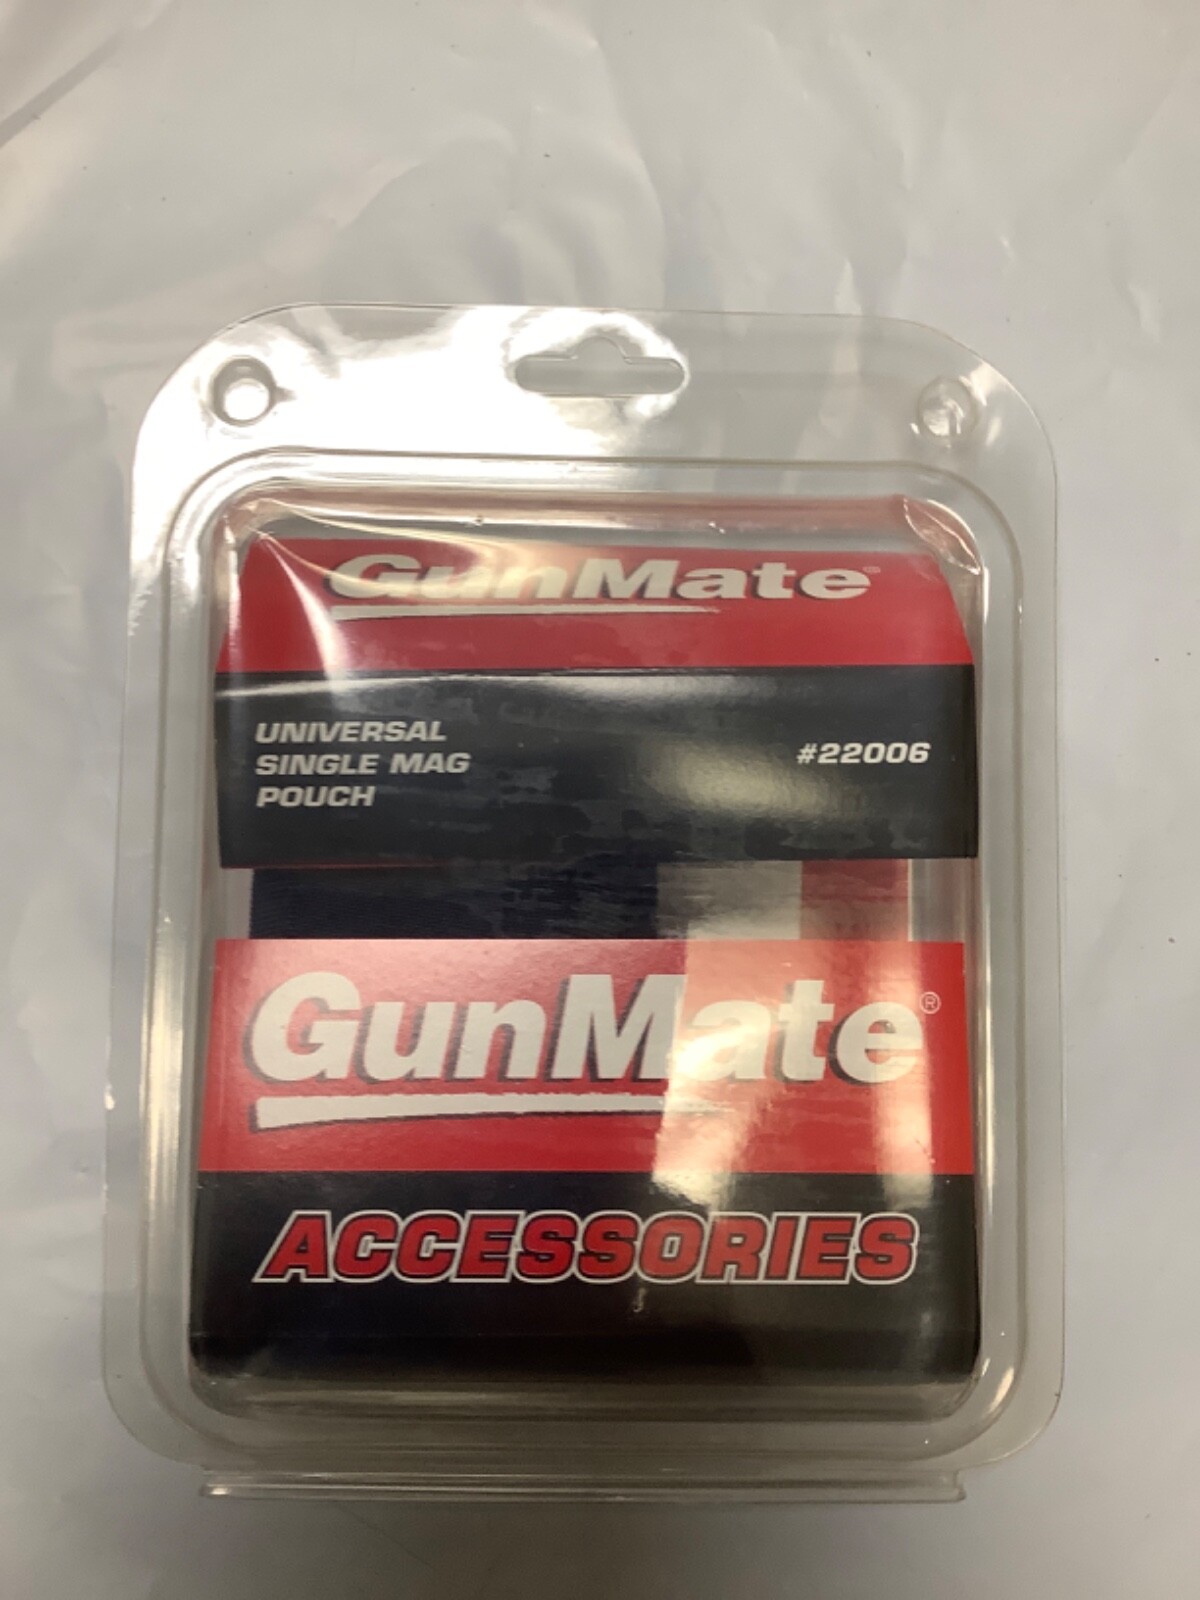 GunMate®
UNIVERSAL
SINGLE MAG
POUCH
#22006
GunMate®
ACCESSORIES